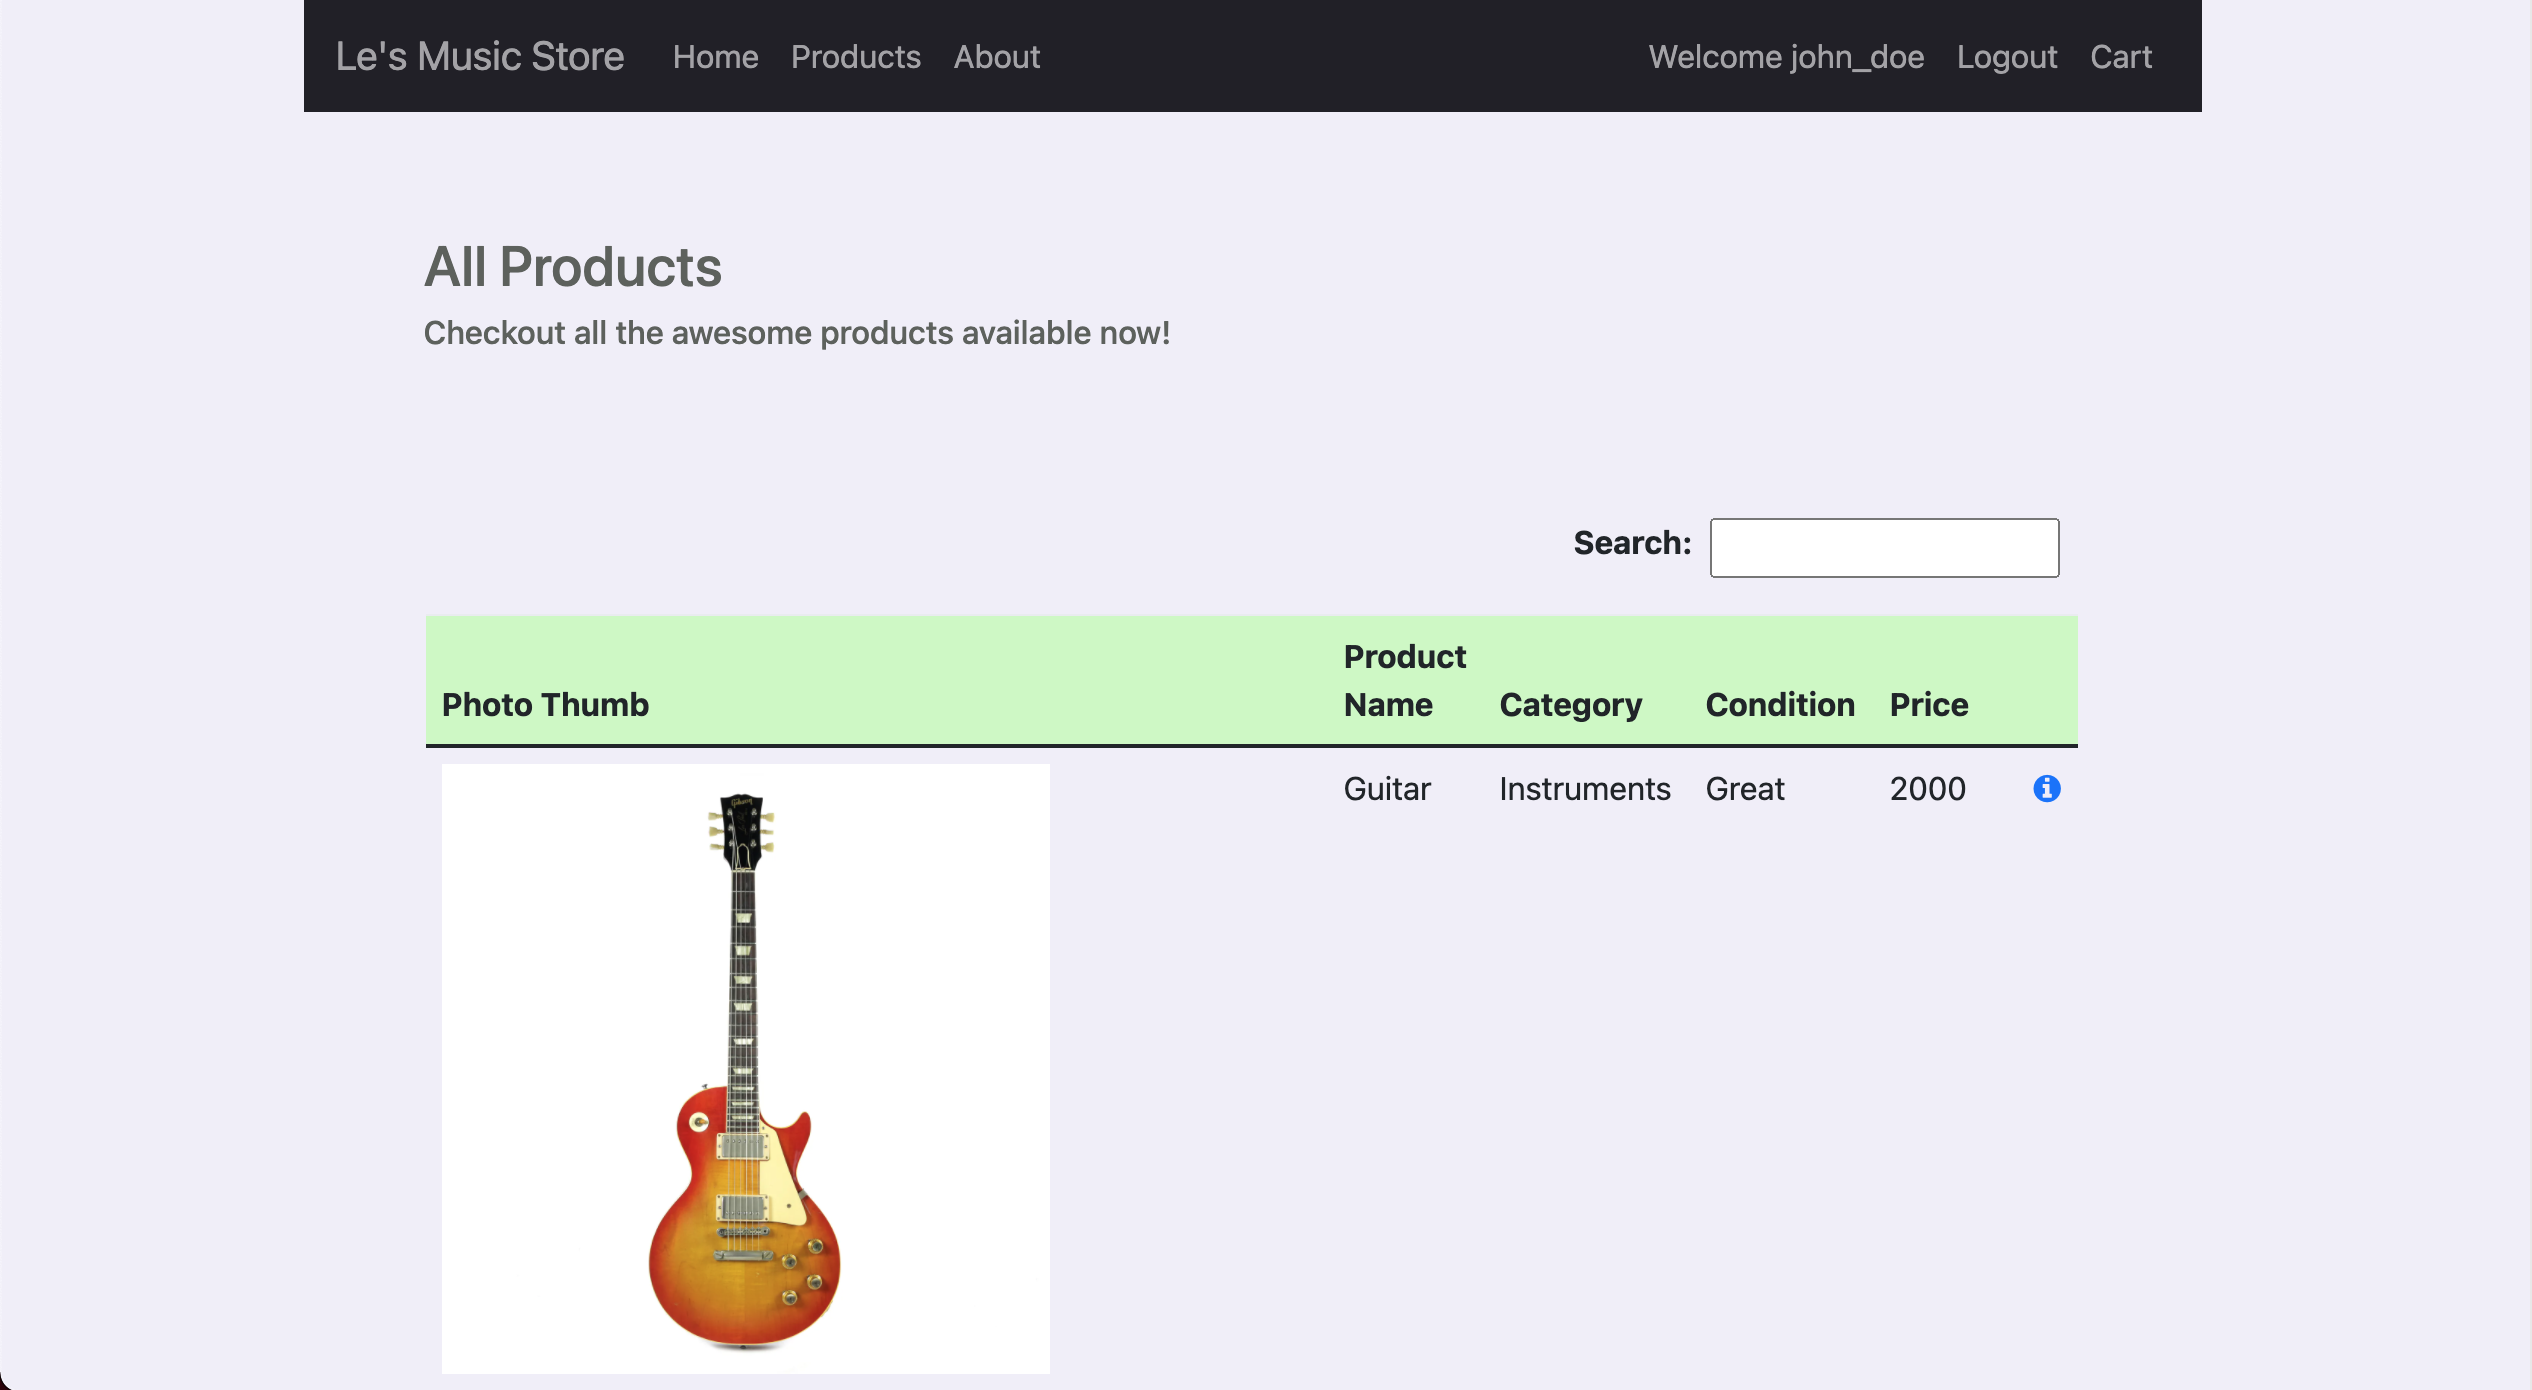 Le's Music Store Home Products About Welcome john_doe Logout Cart
All Products
Checkout all the awesome products available now!
Search:
Photo Thumb Product Name Category Condition Price
Gibson
Guitar Instruments Great 2000